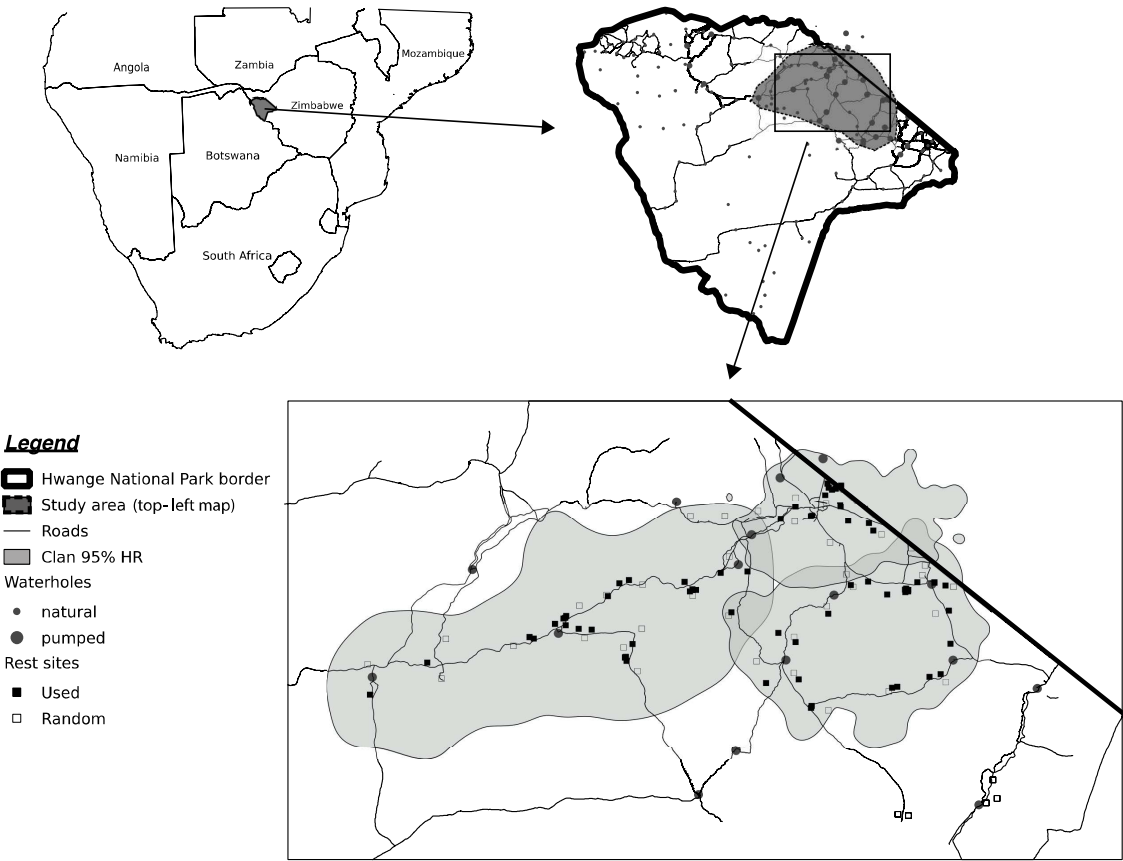 Angola
Zambia
Mozambique
Zimbabwe
Namibia
Botswana
South Africa
Legend
Hwange National Park border
Study area (top-left map)
Roads
Clan 95% HR
Waterholes
natural
pumped
Rest sites
Used
Random